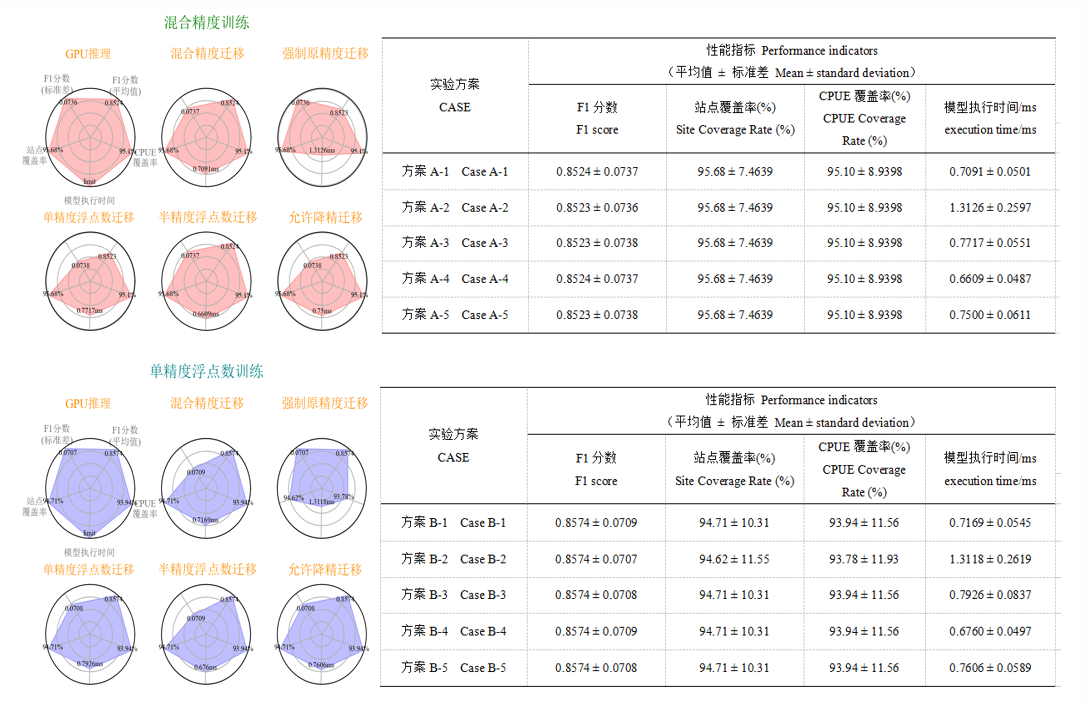 混合精度训练
GPU推理 混合精度迁移 强制原精度迁移
F1分数
(标准差)
F1分数
(平均值)
0.0736 0.8524
站点
覆盖率
95.68% 95.1%
CPUE
覆盖率
limit
模型执行时间
0.0737 0.8524
95.68% 95.1%
0.7091ms
0.0736 0.8523
95.68% 95.1%
1.3126ms
单精度浮点数迁移 半精度浮点数迁移 允许降精迁移
0.0738 0.8523
95.68% 95.1%
0.7717ms
0.0737 0.8524
95.68% 95.1%
0.6609ms
0.0738 0.8523
95.68% 95.1%
0.75ms
实验方案
CASE
性能指标 Performance indicators
（平均值 ± 标准差 Mean ± standard deviation）
F1 分数
F1 score
站点覆盖率(%)
Site Coverage Rate (%)
CPUE 覆盖率(%)
CPUE Coverage
Rate (%)
模型执行时间/ms
execution time/ms
方案 A-1 Case A-1 0.8524 ± 0.0737 95.68 ± 7.4639 95.10 ± 8.9398 0.7091 ± 0.0501
方案 A-2 Case A-2 0.8523 ± 0.0736 95.68 ± 7.4639 95.10 ± 8.9398 1.3126 ± 0.2597
方案 A-3 Case A-3 0.8523 ± 0.0738 95.68 ± 7.4639 95.10 ± 8.9398 0.7717 ± 0.0551
方案 A-4 Case A-4 0.8524 ± 0.0737 95.68 ± 7.4639 95.10 ± 8.9398 0.6609 ± 0.0487
方案 A-5 Case A-5 0.8523 ± 0.0738 95.68 ± 7.4639 95.10 ± 8.9398 0.7500 ± 0.0611
单精度浮点数训练
GPU推理 混合精度迁移 强制原精度迁移
F1分数
(标准差)
F1分数
(平均值)
0.0707 0.8574
站点
覆盖率
94.71% 93.94%
CPUE
覆盖率
limit
模型执行时间
0.0709 0.8574
94.71% 93.94%
0.7169ms
0.0707 0.8574
94.62% 93.78%
1.3118ms
单精度浮点数迁移 半精度浮点数迁移 允许降精迁移
0.0708 0.8574
94.71% 93.94%
0.7926ms
0.0709 0.8574
94.71% 93.94%
0.676ms
0.0708 0.8574
94.71% 93.94%
0.7606ms
实验方案
CASE
性能指标 Performance indicators
（平均值 ± 标准差 Mean ± standard deviation）
F1 分数
F1 score
站点覆盖率(%)
Site Coverage Rate (%)
CPUE 覆盖率(%)
CPUE Coverage
Rate (%)
模型执行时间/ms
execution time/ms
方案 B-1 Case B-1 0.8574 ± 0.0709 94.71 ± 10.31 93.94 ± 11.56 0.7169 ± 0.0545
方案 B-2 Case B-2 0.8574 ± 0.0707 94.62 ± 11.55 93.78 ± 11.93 1.3118 ± 0.2619
方案 B-3 Case B-3 0.8574 ± 0.0708 94.71 ± 10.31 93.94 ± 11.56 0.7926 ± 0.0837
方案 B-4 Case B-4 0.8574 ± 0.0709 94.71 ± 10.31 93.94 ± 11.56 0.6760 ± 0.0497
方案 B-5 Case B-5 0.8574 ± 0.0708 94.71 ± 10.31 93.94 ± 11.56 0.7606 ± 0.0589